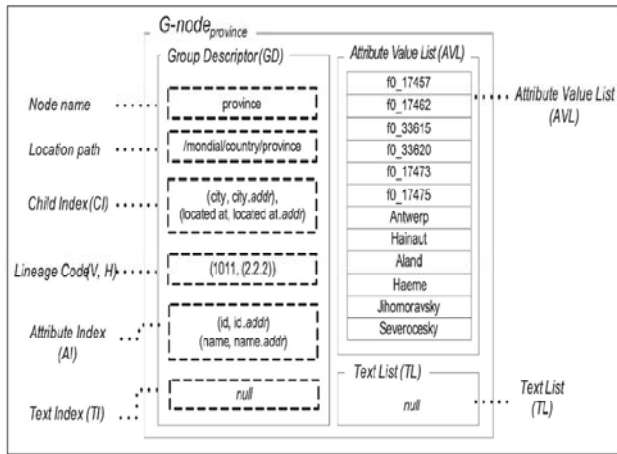 G-node province
Group Descriptor (GD)
Attribute Value List (AVL)
Node name
province
Location path
/mondial/country/province
Child Index (CI)
(city, city.addr),
(located at, located at.addr)
Lineage Code(V, H)
(1011, (2.2.2))
Attribute Index
(AI)
(id, id.addr)
(name, name.addr)
Text Index (TI)
null
f0_17457
f0_17462
f0_33615
f0_33620
f0_17473
f0_17475
Antwerp
Hainaut
Aland
Haeme
Jihomoravsky
Severocesky
Attribute Value List
(AVL)
Text List (TL)
null
Text List
(TL)